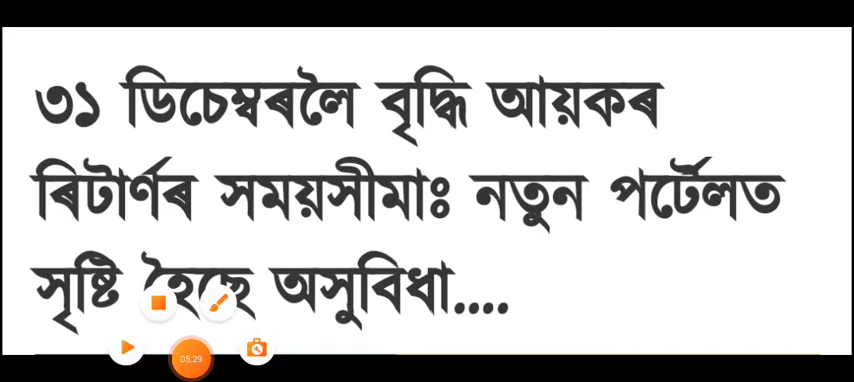 ৩১ ডিচেম্বৰলৈ বৃদ্ধি আয়কৰ
ৰিটাৰ্ণৰ সময়সীমাঃ নতুন পৰ্টেলত
সৃষ্টি হৈছে অসুবিধা....
05:29